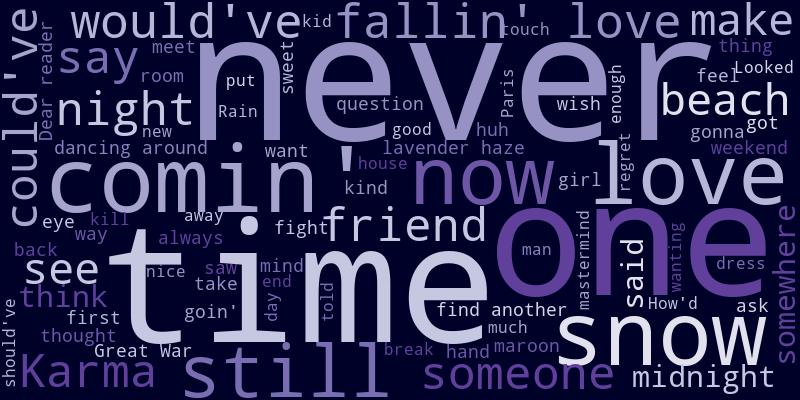 would've
kid
fallin' love
make
could've
Dear reader
say
meet
touch
thing
room
never
sweet
put
Rain
question
Paris
wish
enough
feel
Looked
beach
night
new
good
huh
gonna
got
dancing around
want
lavender haze
regret
weekend
comin'
house
kind
now
girl
love
eye
kill
way
away
always
fight
friend
one
man
mastermind
said
wanting
dress
somewhere
back
see
time
nice
saw
take
mind
end
day
told
think
first
goin'
find another
How'd
ask
thought
much
snow
should've
Great War
Karma
still
break
hand
maroon
someone
midnight